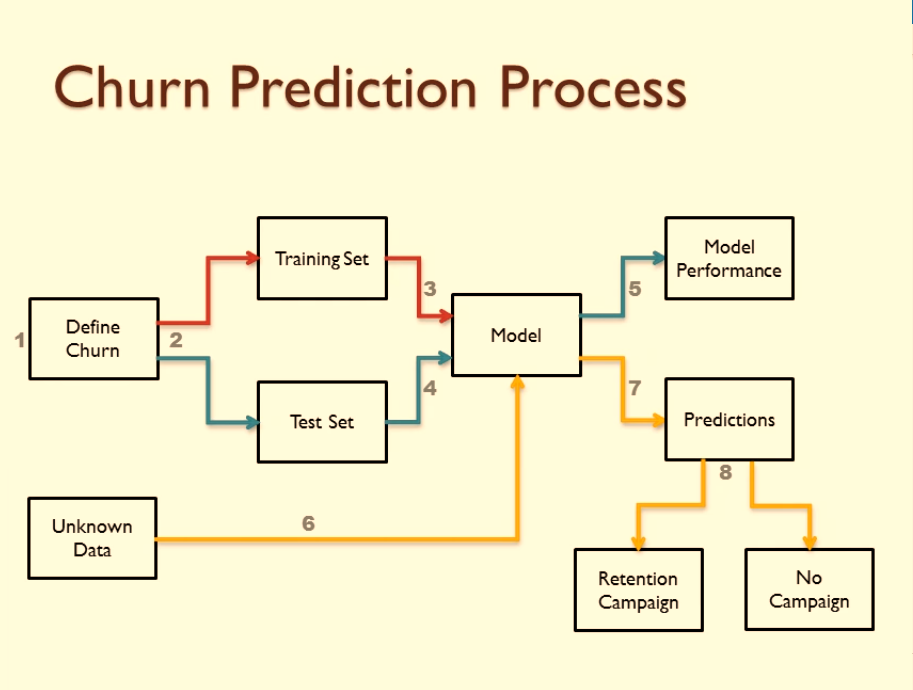 Churn Prediction Process
Training Set
Model
Performance
3
5
Define
Churn
1
2
Model
4
7
Test Set
Predictions
8
Unknown
Data
6
Retention
Campaign
No
Campaign